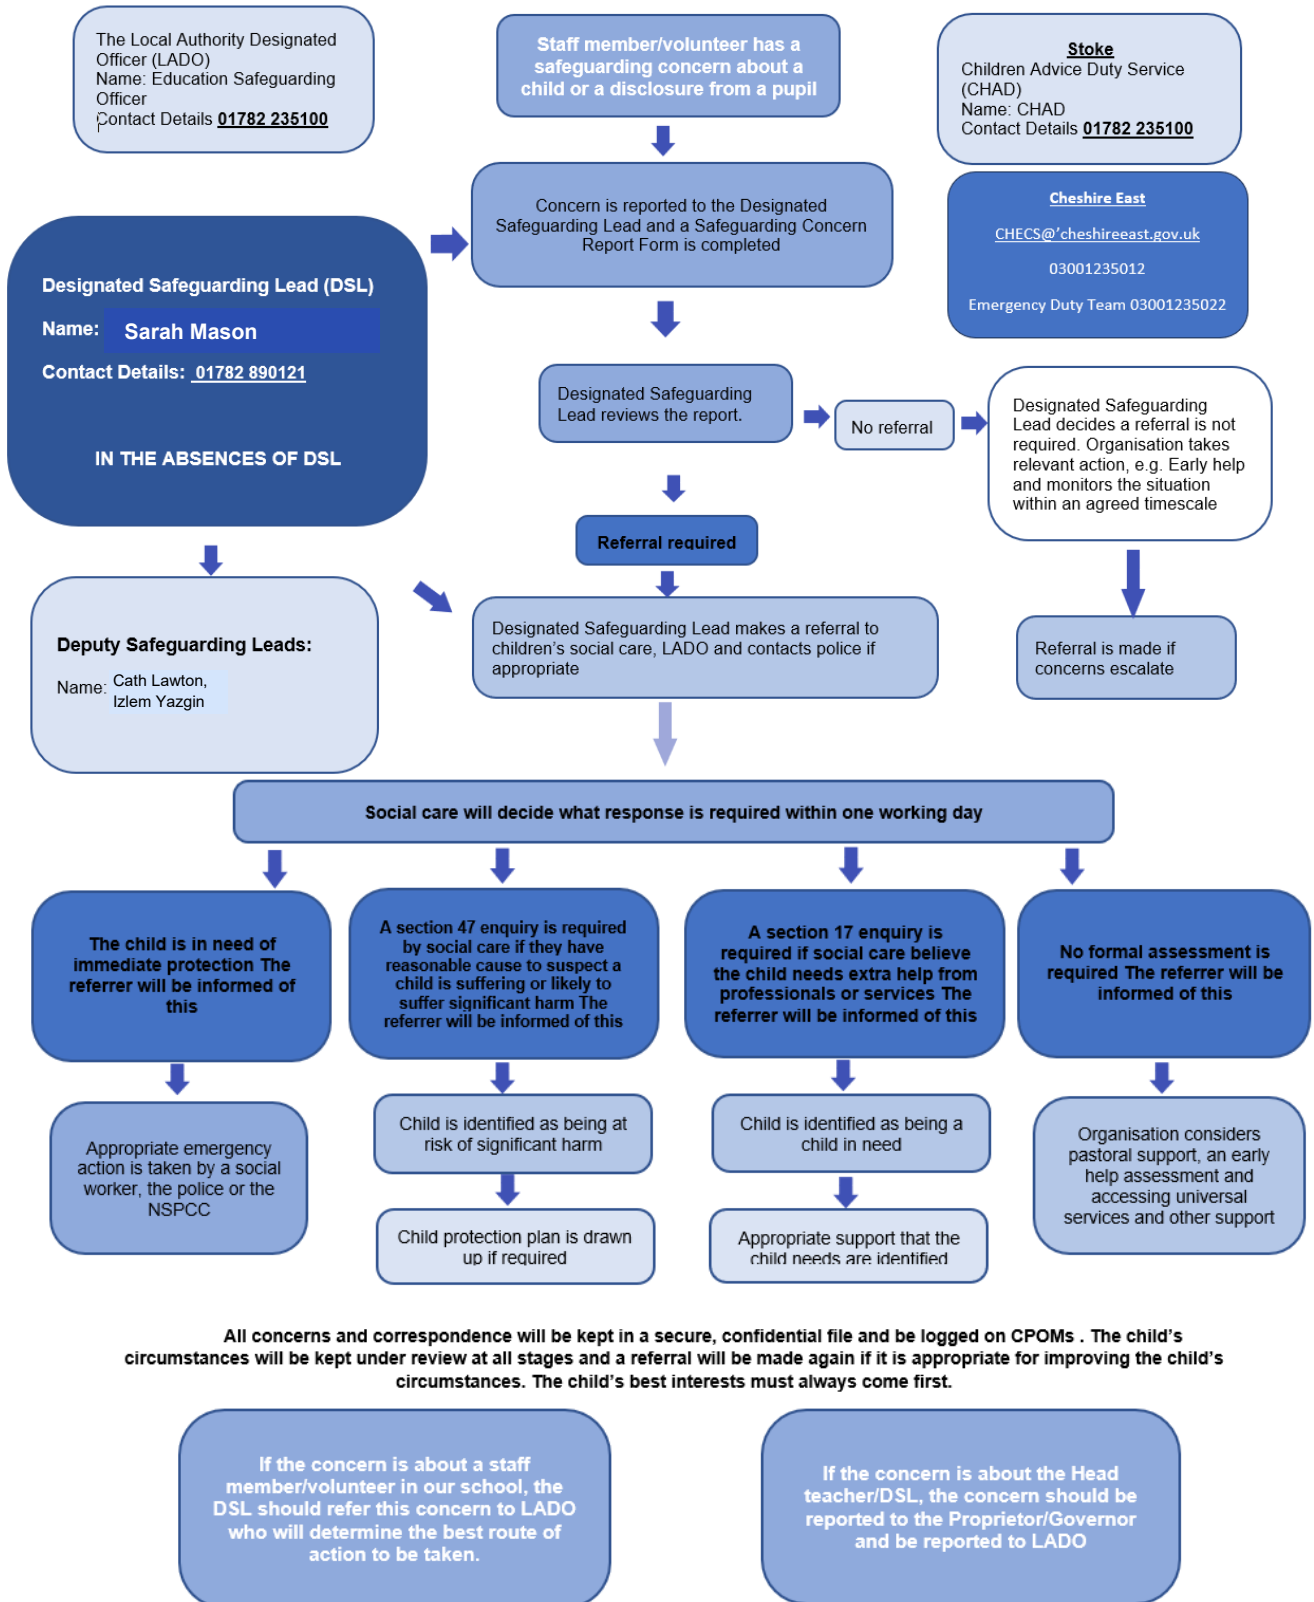 The Local Authority Designated
Officer (LADO)
Name: Education Safeguarding
Officer
Contact Details 01782 235100
Staff member/volunteer has a
safeguarding concern about a
child or a disclosure from a pupil
Stoke
Children Advice Duty Service
(CHAD)
Name: CHAD
Contact Details 01782 235100
Cheshire East
CHECS@'cheshireeast.gov.uk
03001235012
Emergency Duty Team 03001235022
Concern is reported to the Designated
Safeguarding Lead and a Safeguarding Concern
Report Form is completed
Designated Safeguarding Lead (DSL)
Name: Sarah Mason
Contact Details: 01782 890121
IN THE ABSENCES OF DSL
Designated Safeguarding
Lead reviews the report.
No referral
Designated Safeguarding
Lead decides a referral is not
required. Organisation takes
relevant action, e.g. Early help
and monitors the situation
within an agreed timescale
Referral required
Deputy Safeguarding Leads:
Name: Cath Lawton,
Izlem Yazgin
Designated Safeguarding Lead makes a referral to
children's social care, LADO and contacts police if
appropriate
Referral is made if
concerns escalate
Social care will decide what response is required within one working day
The child is in need of
immediate protection The
referrer will be informed of
this
A section 47 enquiry is required
by social care if they have
reasonable cause to suspect a
child is suffering or likely to
suffer significant harm The
referrer will be informed of this
A section 17 enquiry is
required if social care believe
the child needs extra help from
professionals or services The
referrer will be informed of this
No formal assessment is
required The referrer will be
informed of this
Appropriate emergency
action is taken by a social
worker, the police or the
NSPCC
Child is identified as being at
risk of significant harm
Child protection plan is drawn
up if required
Child is identified as being a
child in need
Appropriate support that the
child needs are identified
Organisation considers
pastoral support, an early
help assessment and
accessing universal
services and other support
All concerns and correspondence will be kept in a secure, confidential file and be logged on CPOMs . The child's
circumstances will be kept under review at all stages and a referral will be made again if it is appropriate for improving the child's
circumstances. The child's best interests must always come first.
If the concern is about a staff
member/volunteer in our school, the
DSL should refer this concern to LADO
who will determine the best route of
action to be taken.
If the concern is about the Head
teacher/DSL, the concern should be
reported to the Proprietor/Governor
and be reported to LADO